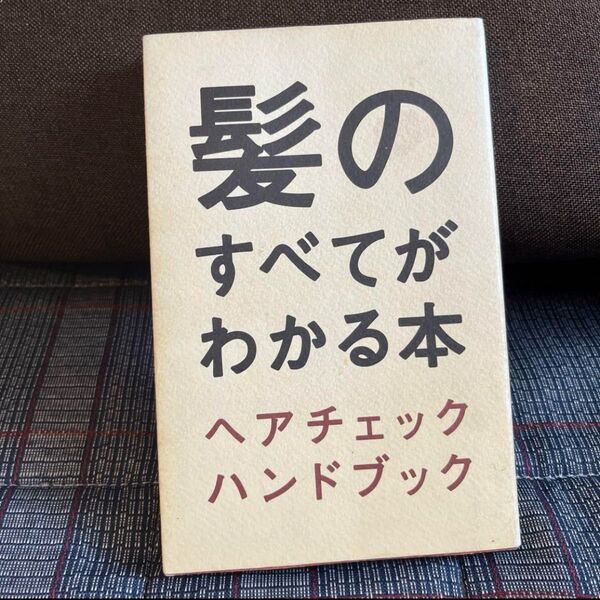 髪の
すべてが
わかる本
ヘアチェック
ハンドブック